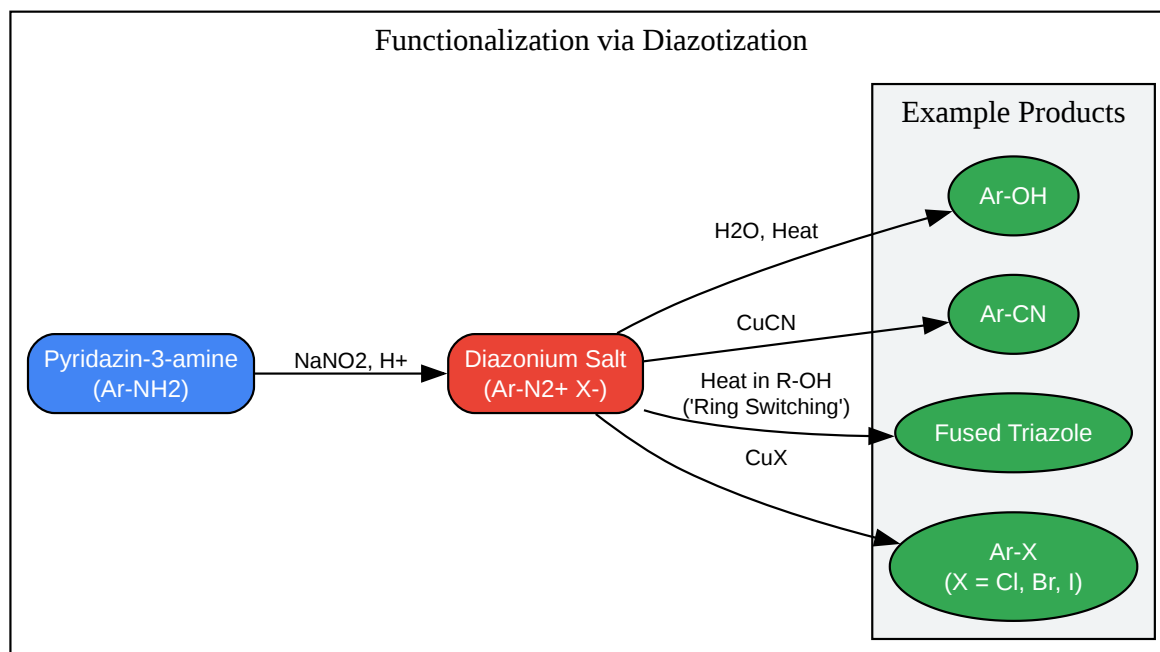 Functionalization via Diazotization
Example Products
Ar-OH
H2O, Heat
Ar-CN
CuCN
Pyridazin-3-amine
(Ar-NH2)
NaNO2, H+
Diazonium Salt
(Ar-N2+ X-)
Heat in R-OH
('Ring Switching')
Fused Triazole
CuX
Ar-X
(X = Cl, Br, I)